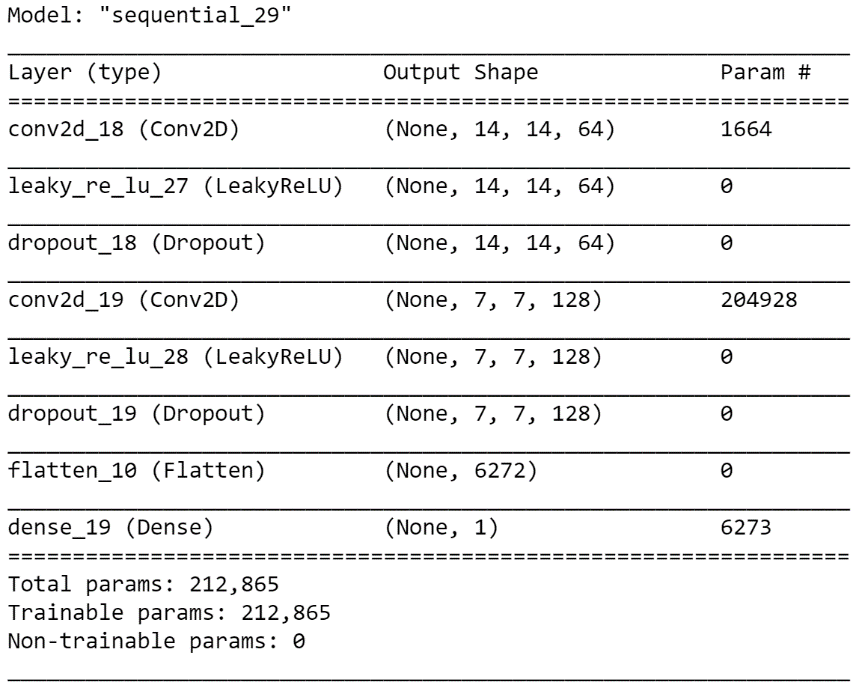 Model: "sequential_29"
_________________________________________________________________
Layer (type)                 Output Shape              Param #
=================================================================
conv2d_18 (Conv2D)           (None, 14, 14, 64)        1664
_________________________________________________________________
leaky_re_lu_27 (LeakyReLU)   (None, 14, 14, 64)        0
_________________________________________________________________
dropout_18 (Dropout)         (None, 14, 14, 64)        0
_________________________________________________________________
conv2d_19 (Conv2D)           (None, 7, 7, 128)         204928
_________________________________________________________________
leaky_re_lu_28 (LeakyReLU)   (None, 7, 7, 128)         0
_________________________________________________________________
dropout_19 (Dropout)         (None, 7, 7, 128)         0
_________________________________________________________________
flatten_10 (Flatten)         (None, 6272)              0
_________________________________________________________________
dense_19 (Dense)             (None, 1)                 6273
=================================================================
Total params: 212,865
Trainable params: 212,865
Non-trainable params: 0
_________________________________________________________________